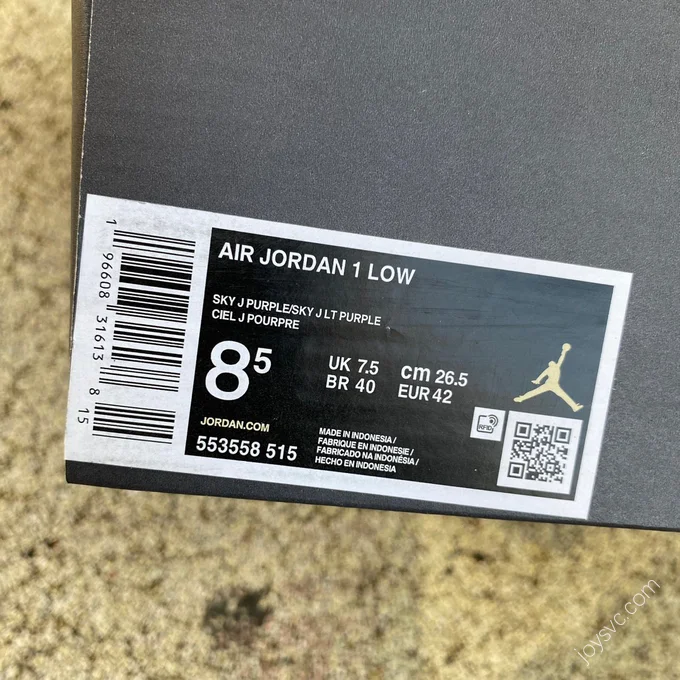 AIR JORDAN 1 LOW
SKY J PURPLE/SKY J LT PURPLE
CIEL J POURPRE
8⁵
UK 7.5
BR 40
cm 26.5
EUR 42
JORDAN.COM
553558 515
MADE IN INDONESIA /
FABRIQUE EN INDONESIE /
FABRICADO NA INDONÉSIA /
HECHO EN INDONESIA
RFID
1 96608 31613 8 15
joysvc.com